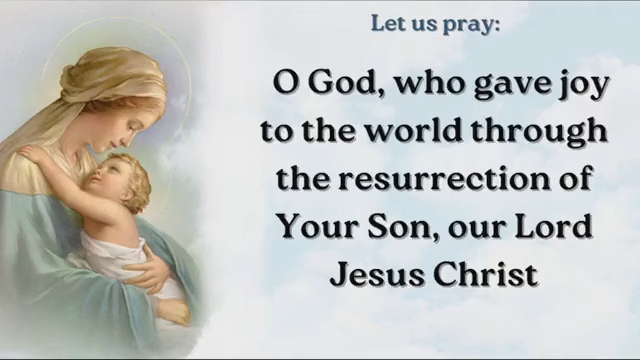 Let us pray:
O God, who gave joy
to the world through
the resurrection of
Your Son, our Lord
Jesus Christ